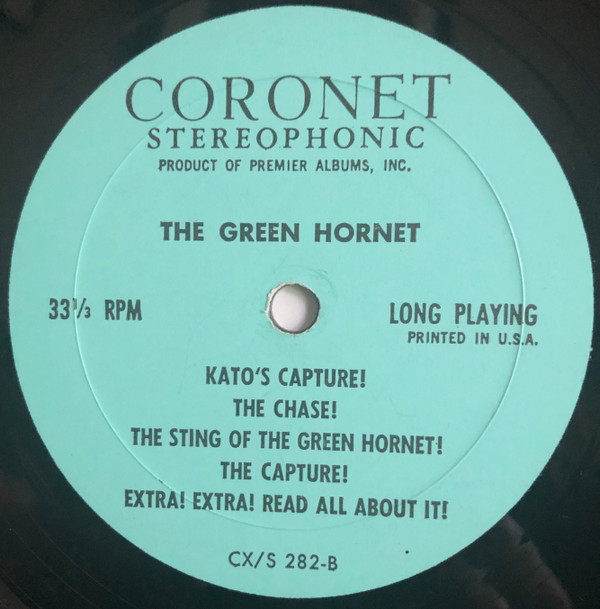 CORONET
STEREOPHONIC
PRODUCT OF PREMIER ALBUMS, INC.
THE GREEN HORNET
33⅓ RPM
LONG PLAYING
PRINTED IN U.S.A.
KATO'S CAPTURE!
THE CHASE!
THE STING OF THE GREEN HORNET!
THE CAPTURE!
EXTRA! EXTRA! READ ALL ABOUT IT!
CX/S 282-B